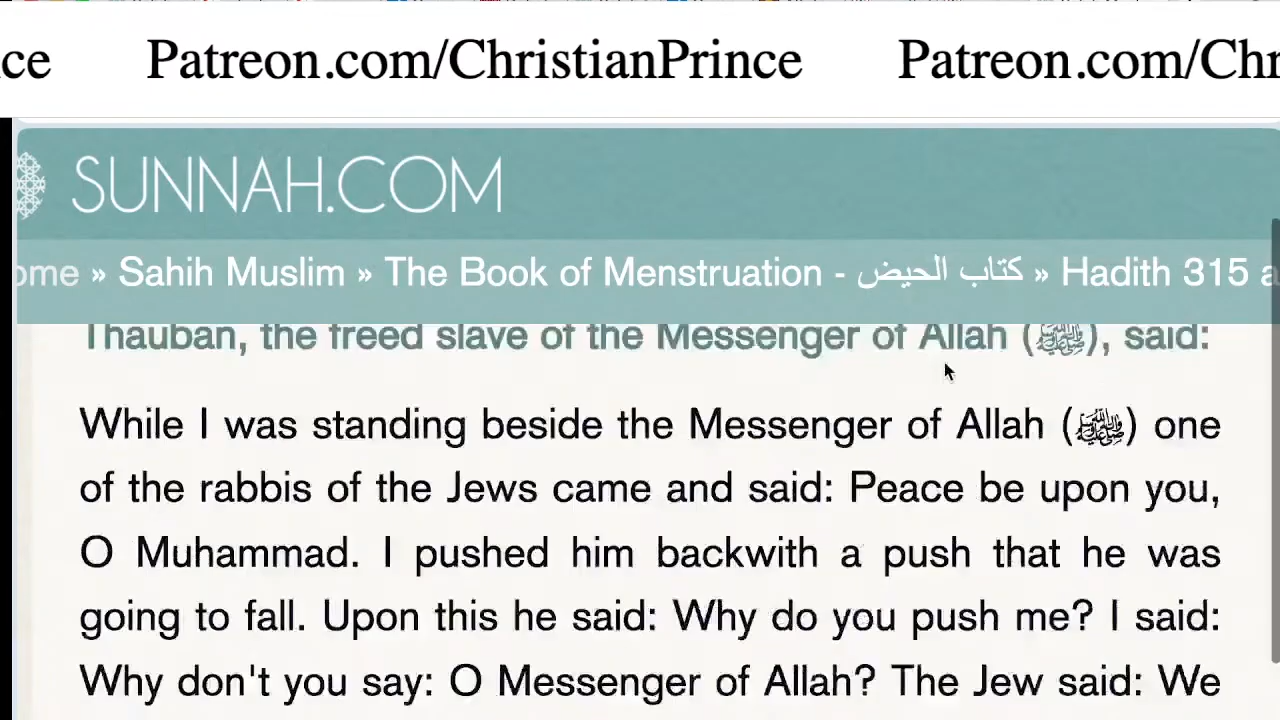 ce Patreon.com/ChristianPrince Patreon.com/Chr
SUNNAH.COM
ome » Sahih Muslim » The Book of Menstruation - كتاب الحيض » Hadith 315 a
Thauban, the freed slave of the Messenger of Allah (ﷺ), said:
While I was standing beside the Messenger of Allah (ﷺ) one
of the rabbis of the Jews came and said: Peace be upon you,
O Muhammad. I pushed him backwith a push that he was
going to fall. Upon this he said: Why do you push me? I said:
Why don't you say: O Messenger of Allah? The Jew said: We